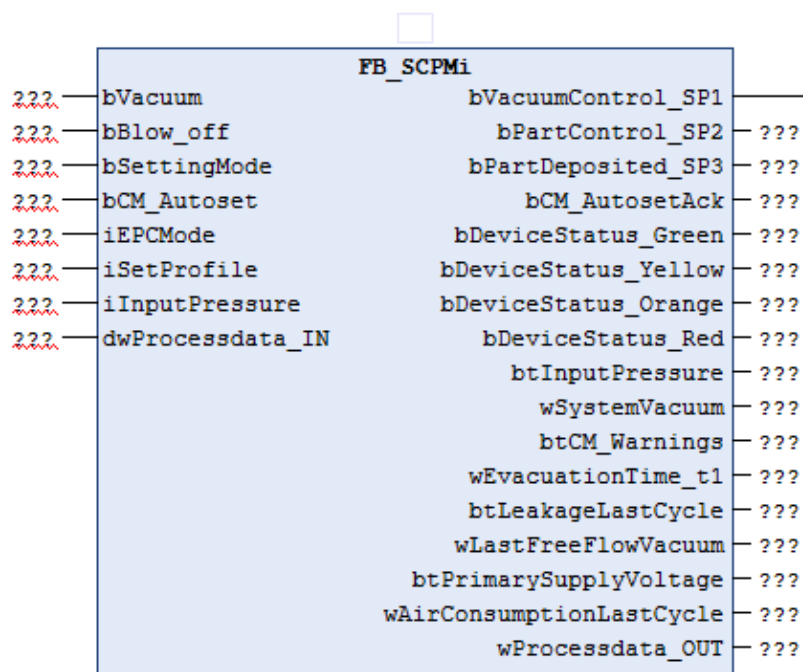 FB_SCPMi
??? bVacuum bVacuumControl_SP1
??? bBlow_off bPartControl_SP2 ???
??? bSettingMode bPartDeposited_SP3 ???
??? bCM_Autoset bCM_AutosetAck ???
??? iEPCMode bDeviceStatus_Green ???
??? iSetProfile bDeviceStatus_Yellow ???
??? iInputPressure bDeviceStatus_Orange ???
??? dwProcessdata_IN bDeviceStatus_Red ???
btInputPressure ???
wSystemVacuum ???
btCM_Warnings ???
wEvacuationTime_t1 ???
btLeakageLastCycle ???
wLastFreeFlowVacuum ???
btPrimarySupplyVoltage ???
wAirConsumptionLastCycle ???
wProcessdata_OUT ???